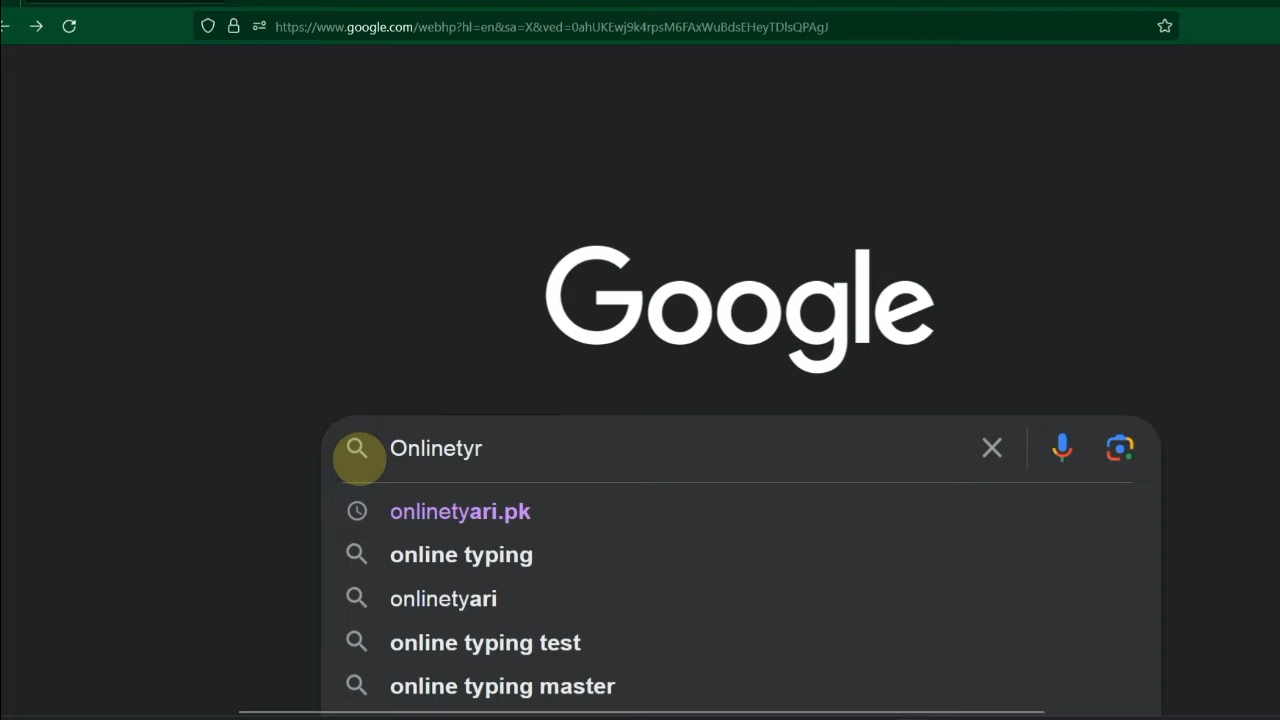 https://www.google.com/webhp?hl=en&sa=X&ved=0ahUKEwj9k4rpsM6FAxWuBdsEHeyTDlsQPAgJ
Google
Onlinetyr
onlinetyari.pk
online typing
onlinetyari
online typing test
online typing master